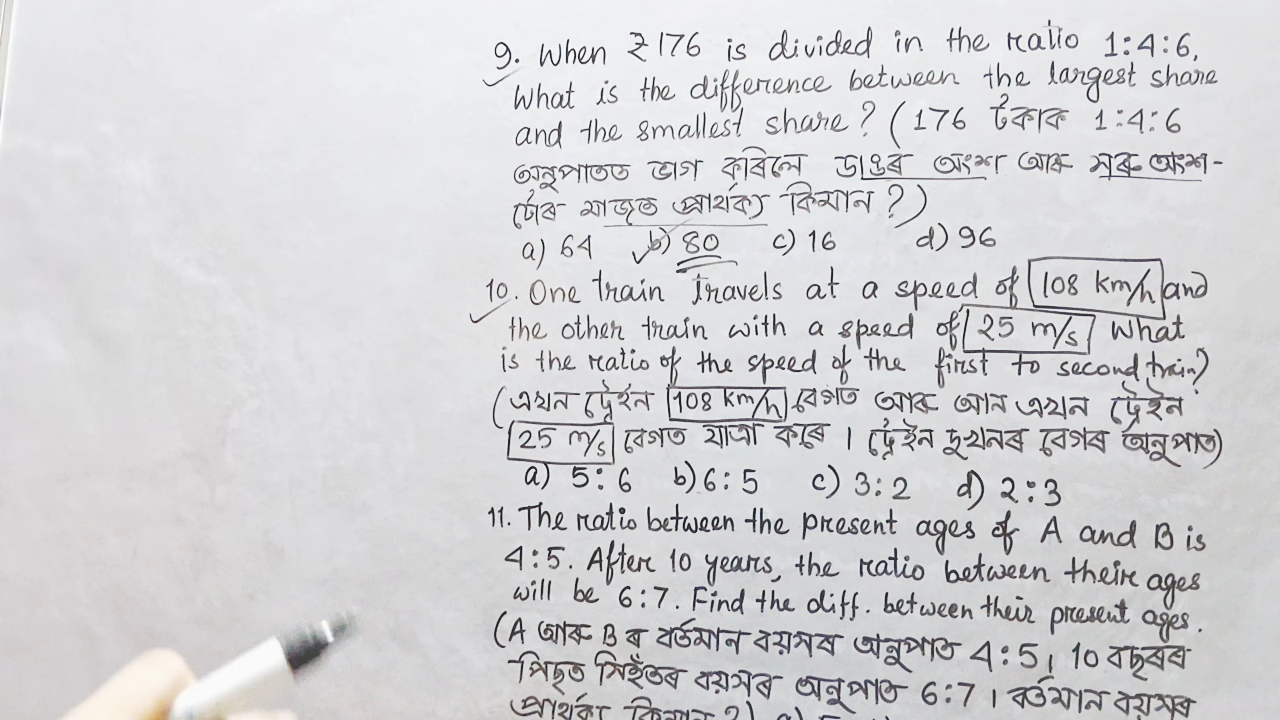 9. When ₹176 is divided in the ratio 1:4:6,
What is the difference between the largest share
and the smallest share? (176 টকাক 1:4:6
অনুপাতত ভাগ কৰিলে ডাঙৰ অংশ আৰু সৰু অংশ-
টোৰ মাজত প্ৰাৰ্থক্য কিমান?)
a) 64 b) 80 c) 16 d) 96
10. One train travels at a speed of 108 km/h and
the other train with a speed of 25 m/s What
is the ratio of the speed of the first to second train?
(এখন ট্ৰেইন 108 km/h বেগত আৰু আন এখন ট্ৰেইন
25 m/s বেগত যাত্ৰা কৰে। ট্ৰেইন দুখনৰ বেগৰ অনুপাত)
a) 5:6 b) 6:5 c) 3:2 d) 2:3
11. The ratio between the present ages of A and B is
4:5. After 10 years, the ratio between their ages
will be 6:7. Find the diff. between their present ages.
(A আৰু B ৰ বৰ্তমান বয়সৰ অনুপাত 4:5, 10 বছৰৰ
পিছত সিহঁতৰ বয়সৰ অনুপাত 6:7। বৰ্তমান বয়সৰ
প্ৰাৰ্থক্য কিমান?) a)